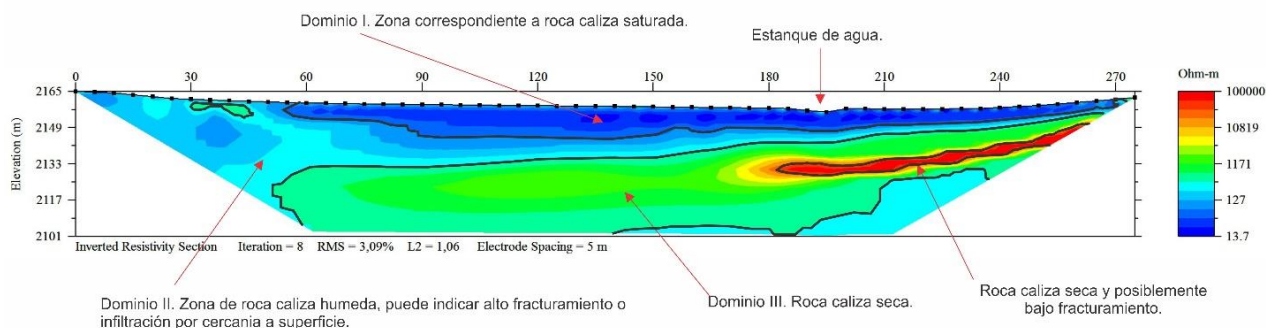 Dominio I. Zona correspondiente a roca caliza saturada.
Estanque de agua.
0 30 60 90 120 150 180 210 240 270
Ohm-m
Elevation (m)
2165
2149
2133
2117
2101
100000
10819
1171
127
13.7
Inverted Resistivity Section Iteration = 8 RMS = 3,09% L2 = 1,06 Electrode Spacing = 5 m
Dominio II. Zona de roca caliza humeda, puede indicar alto fracturamiento o
infiltración por cercania a superficie.
Dominio III. Roca caliza seca.
Roca caliza seca y posiblemente
bajo fracturamiento.